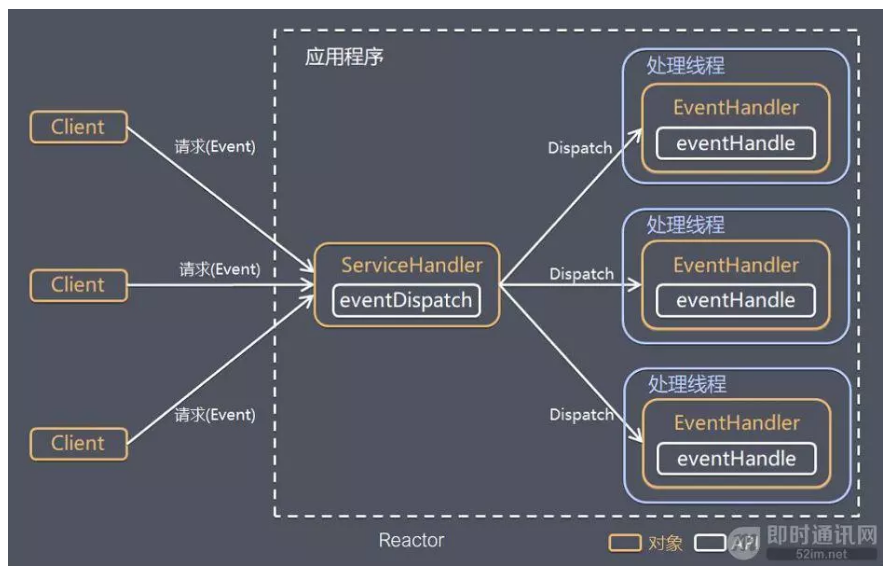 应用程序
处理线程
EventHandler
eventHandle
Client
请求(Event)
Dispatch
处理线程
Client
请求(Event)
ServiceHandler
eventDispatch
Dispatch
EventHandler
eventHandle
处理线程
Client
请求(Event)
Dispatch
EventHandler
eventHandle
Reactor
对象
API
即时通讯网
52im.net